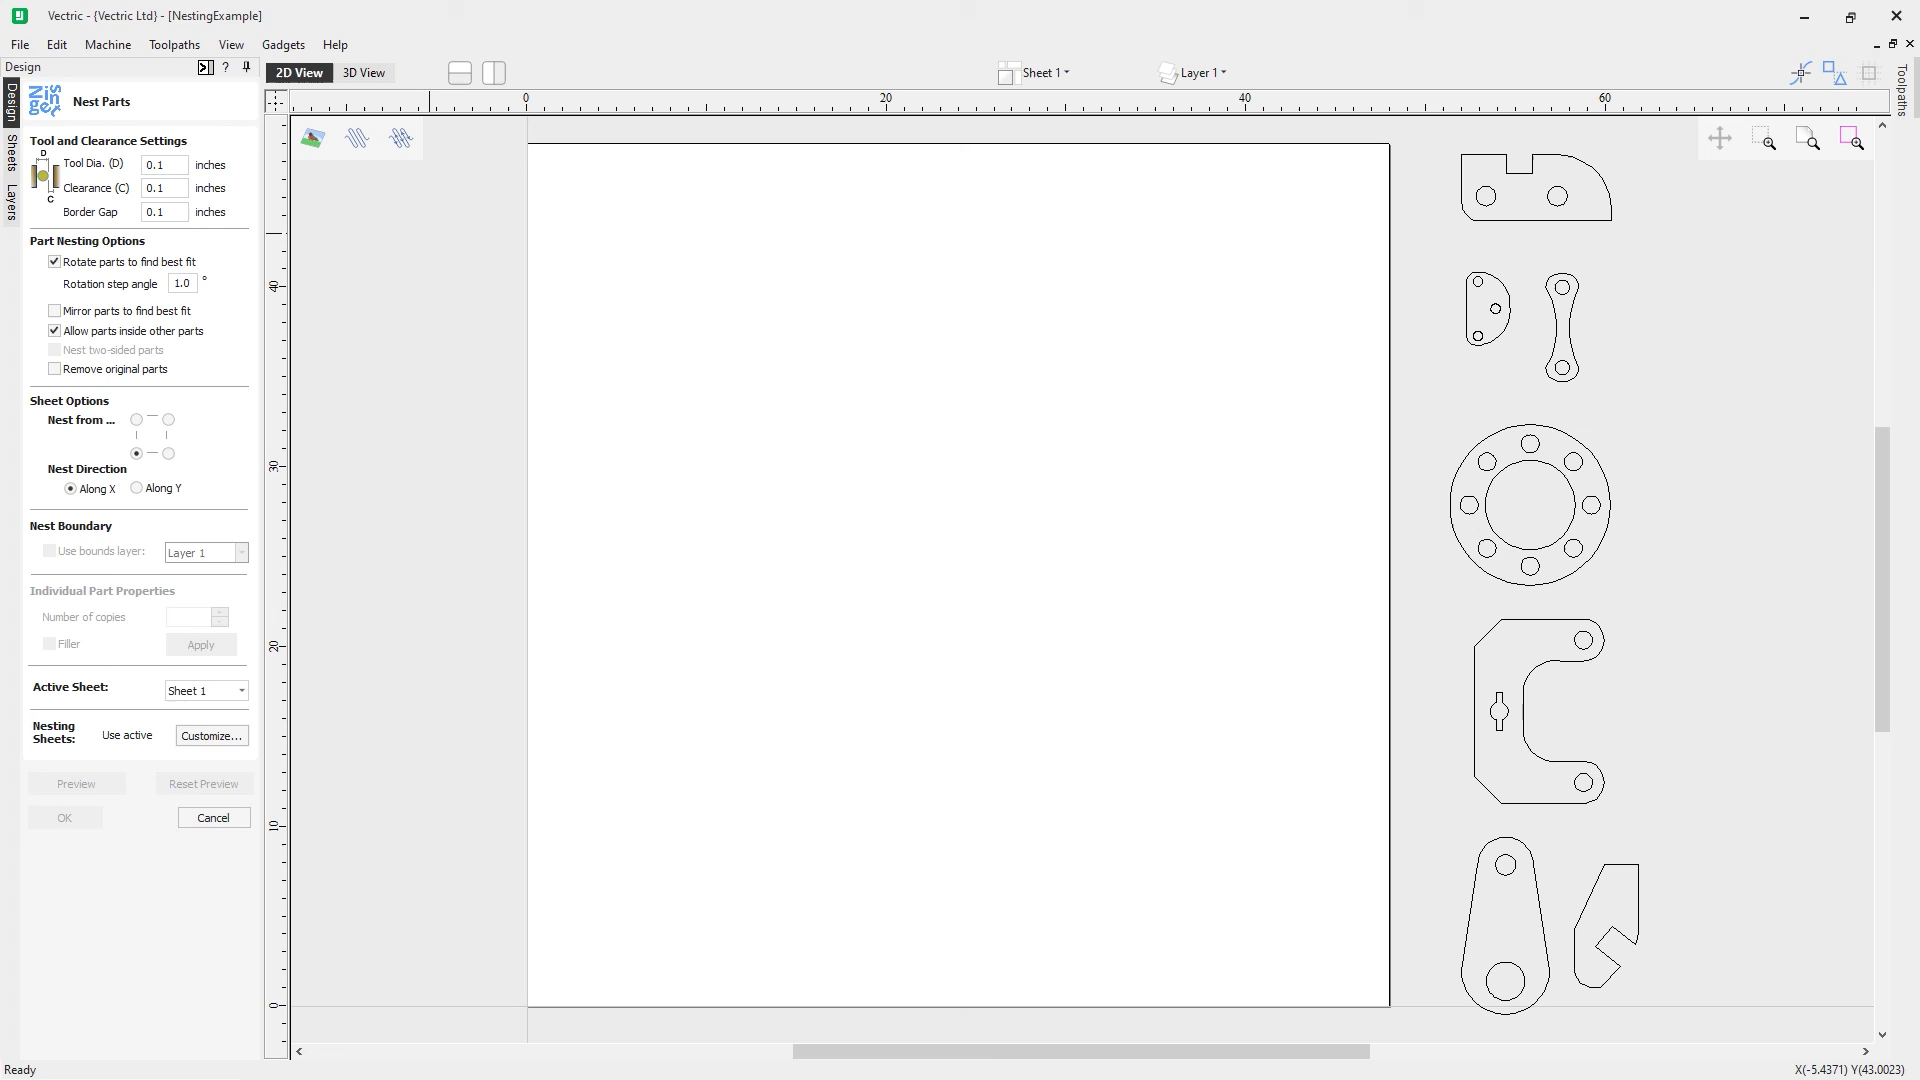 Vectric - {Vectric Ltd} - [NestingExample]
File Edit Machine Toolpaths View Gadgets Help
Design ?
2D View 3D View Sheet 1 Layer 1
Design
Sheets
Layers
Toolpaths
Nest Parts
Tool and Clearance Settings
D
C
Tool Dia. (D) 0.1 inches
Clearance (C) 0.1 inches
Border Gap 0.1 inches
Part Nesting Options
Rotate parts to find best fit
Rotation step angle 1.0 °
Mirror parts to find best fit
Allow parts inside other parts
Nest two-sided parts
Remove original parts
Sheet Options
Nest from ...
Nest Direction
Along X Along Y
Nest Boundary
Use bounds layer: Layer 1
Individual Part Properties
Number of copies
Filler Apply
Active Sheet: Sheet 1
Nesting
Sheets: Use active Customize...
Preview Reset Preview
OK Cancel
0 20 40 60
40
30
20
10
0
Ready X(-5.4371) Y(43.0023)